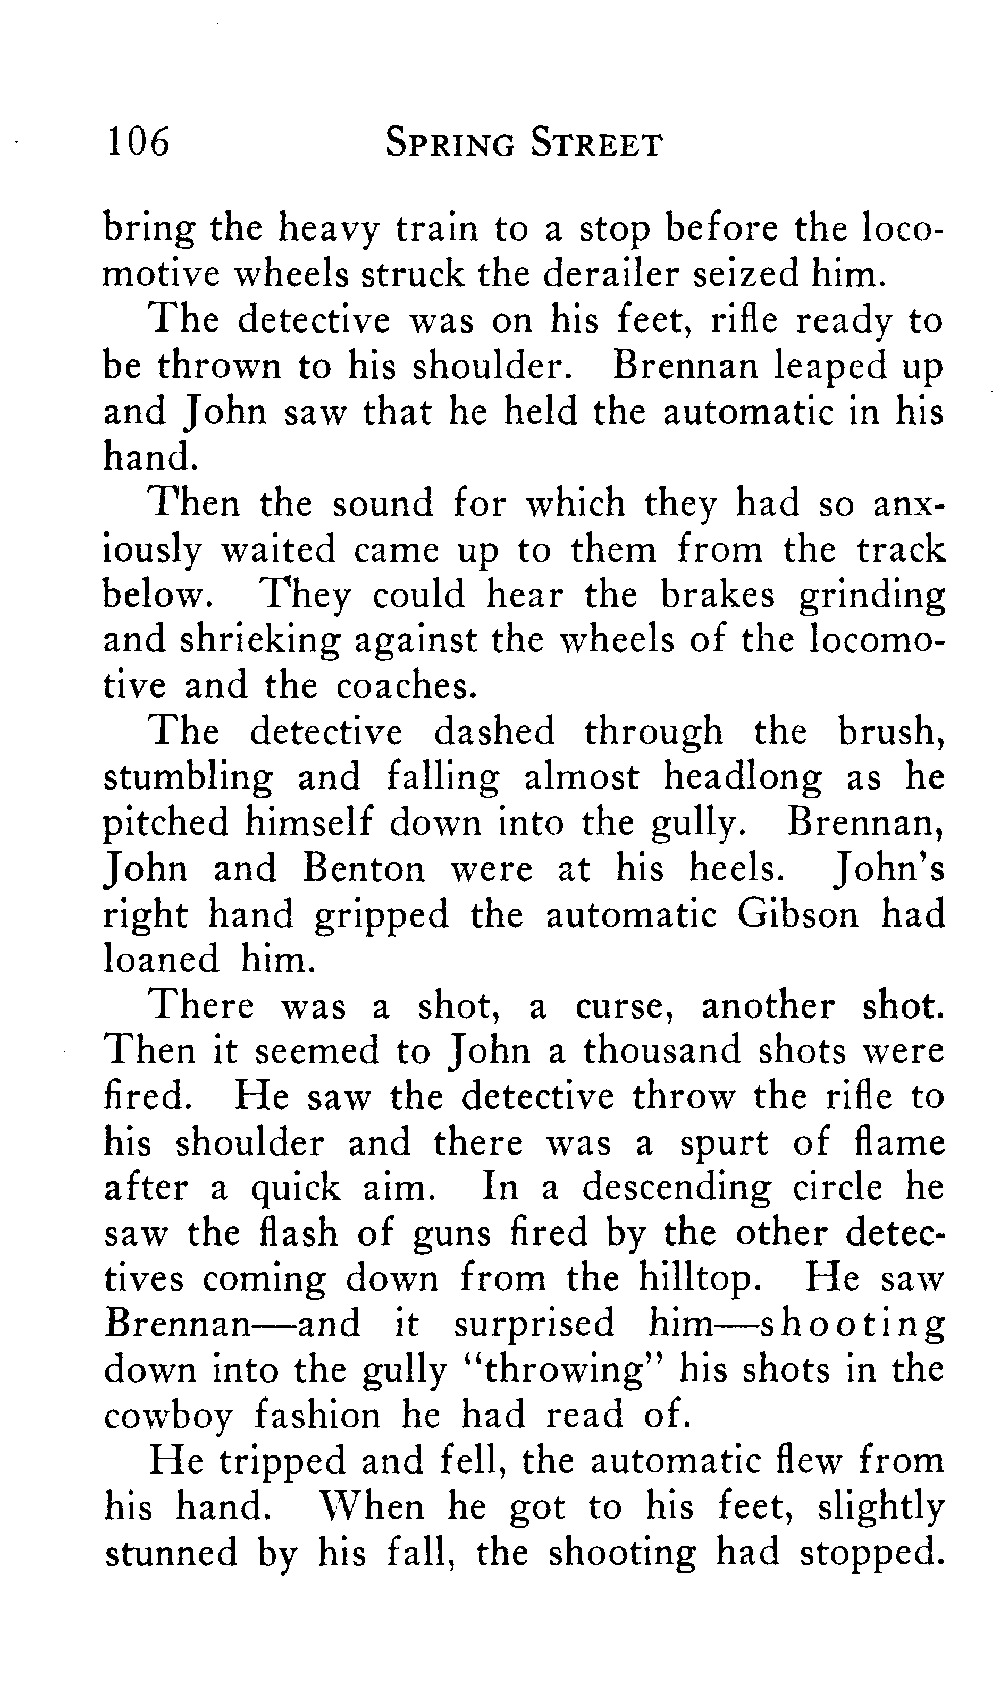 106 SPRING STREET
bring the heavy train to a stop before the loco-
motive wheels struck the derailer seized him.
The detective was on his feet, rifle ready to
be thrown to his shoulder. Brennan leaped up
and John saw that he held the automatic in his
hand.
Then the sound for which they had so anx-
iously waited came up to them from the track
below. They could hear the brakes grinding
and shrieking against the wheels of the locomo-
tive and the coaches.
The detective dashed through the brush,
stumbling and falling almost headlong as he
pitched himself down into the gully. Brennan,
John and Benton were at his heels. John's
right hand gripped the automatic Gibson had
loaned him.
There was a shot, a curse, another shot.
Then it seemed to John a thousand shots were
fired. He saw the detective throw the rifle to
his shoulder and there was a spurt of flame
after a quick aim. In a descending circle he
saw the flash of guns fired by the other detec-
tives coming down from the hilltop. He saw
Brennan—and it surprised him—shooting
down into the gully "throwing" his shots in the
cowboy fashion he had read of.
He tripped and fell, the automatic flew from
his hand. When he got to his feet, slightly
stunned by his fall, the shooting had stopped.